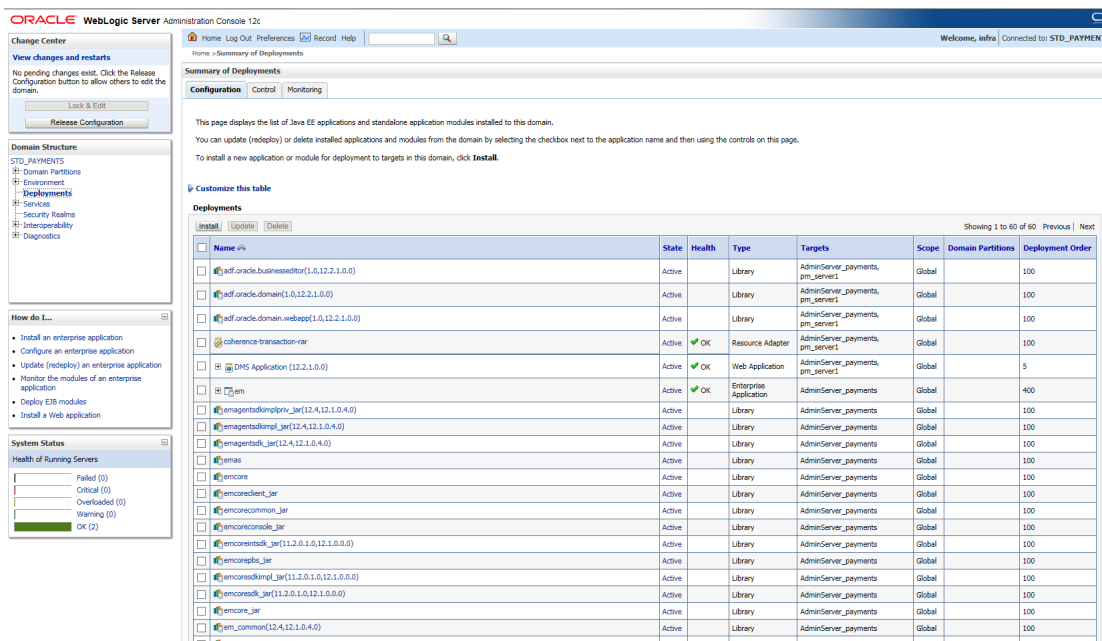 ORACLE WebLogic Server Administration Console 12c
Change Center
View changes and restarts
No pending changes exist. Click the Release
Configuration button to allow others to edit the
domain.
Lock & Edit
Release Configuration
Domain Structure
STD_PAYMENTS
Domain Partitions
Environment
Deployments
Services
Security Realms
Interoperability
Diagnostics
How do I...
Install an enterprise application
Configure an enterprise application
Update (redeploy) an enterprise application
Monitor the modules of an enterprise
application
Deploy EJB modules
Install a Web application
System Status
Health of Running Servers
Failed (0)
Critical (0)
Overloaded (0)
Warning (0)
OK (2)
Home Log Out Preferences Record Help
Welcome, infra Connected to: STD_PAYMEN
Home >Summary of Deployments
Summary of Deployments
Configuration Control Monitoring
This page displays the list of Java EE applications and standalone application modules installed to this domain.
You can update (redeploy) or delete installed applications and modules from the domain by selecting the checkbox next to the application name and then using the controls on this page.
To install a new application or module for deployment to targets in this domain, click Install.
Customize this table
Deployments
Install Update Delete Showing 1 to 60 of 60 Previous | Next
Name State Health Type Targets Scope Domain Partitions Deployment Order
adf.oracle.businesseditor(1.0,12.2.1.0.0) Active Library AdminServer_payments, pm_server1 Global 100
adf.oracle.domain(1.0,12.2.1.0.0) Active Library AdminServer_payments, pm_server1 Global 100
adf.oracle.domain.webapp(1.0,12.2.1.0.0) Active Library AdminServer_payments, pm_server1 Global 100
coherence-transaction-rar Active OK Resource Adapter AdminServer_payments, pm_server1 Global 100
DMS Application (12.2.1.0.0) Active OK Web Application AdminServer_payments, pm_server1 Global 5
em Active OK Enterprise Application AdminServer_payments Global 400
emagentsdkimplpriv_jar(12.4,12.1.0.4.0) Active Library AdminServer_payments Global 100
emagentsdkimpl_jar(12.4,12.1.0.4.0) Active Library AdminServer_payments Global 100
emagentsdk_jar(12.4,12.1.0.4.0) Active Library AdminServer_payments Global 100
emas Active Library AdminServer_payments Global 100
emcore Active Library AdminServer_payments Global 100
emcoreclient_jar Active Library AdminServer_payments Global 100
emcorecommon_jar Active Library AdminServer_payments Global 100
emcoreconsole_jar Active Library AdminServer_payments Global 100
emcoreintsdk_jar(11.2.0.1.0,12.1.0.0.0) Active Library AdminServer_payments Global 100
emcorepbs_jar Active Library AdminServer_payments Global 100
emcoresdkimpl_jar(11.2.0.1.0,12.1.0.0.0) Active Library AdminServer_payments Global 100
emcoresdk_jar(11.2.0.1.0,12.1.0.0.0) Active Library AdminServer_payments Global 100
emcore_jar Active Library AdminServer_payments Global 100
em_common(12.4,12.1.0.4.0) Active Library AdminServer_payments Global 100